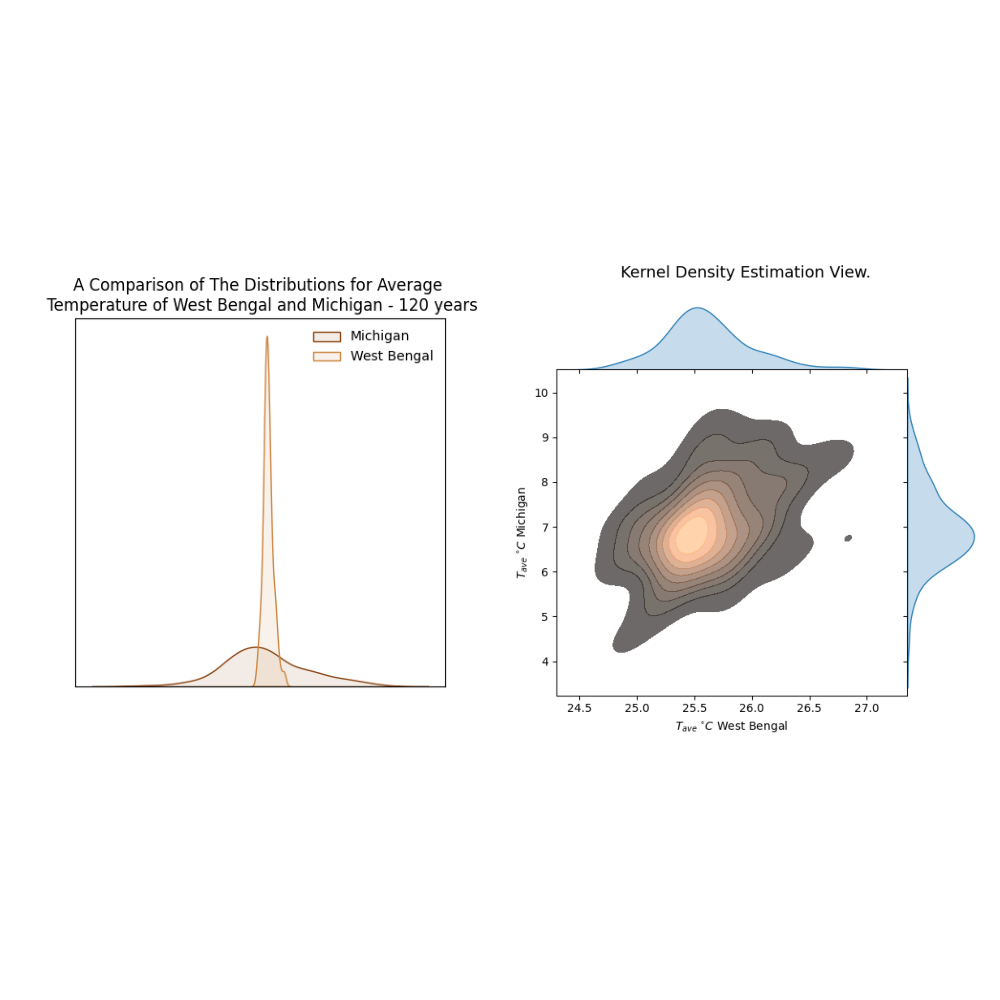 A Comparison of The Distributions for Average
Temperature of West Bengal and Michigan - 120 years
Michigan
West Bengal
Kernel Density Estimation View.
10
9
8
7
6
5
4
T_ave °C Michigan
24.5 25.0 25.5 26.0 26.5 27.0
T_ave °C West Bengal